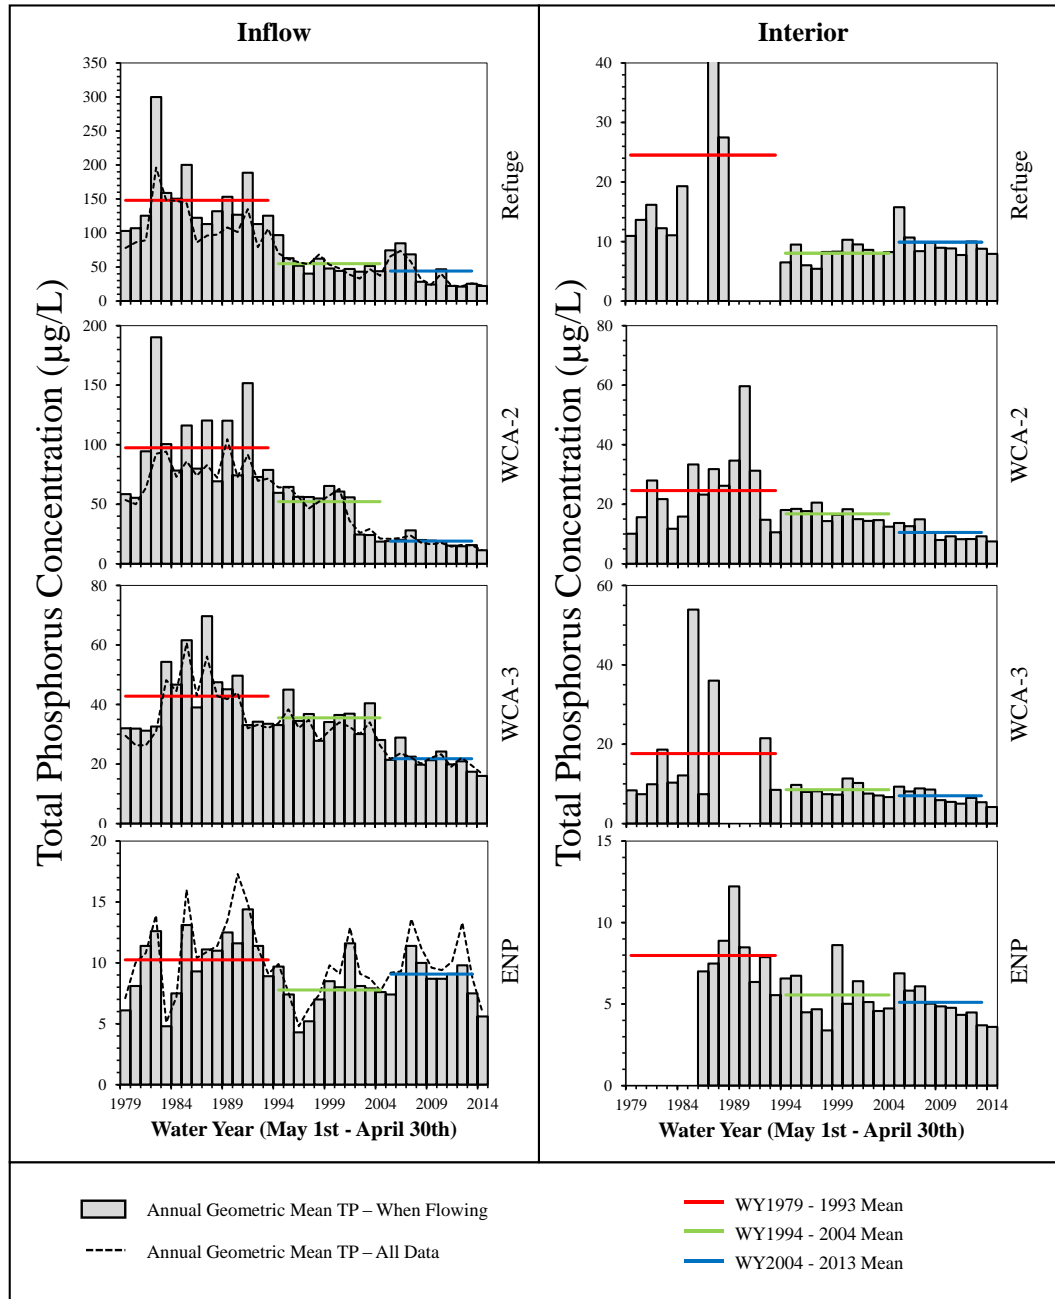 Inflow
Interior
Total Phosphorus Concentration (µg/L)
350
300
250
200
150
100
50
0
Refuge
200
150
100
50
0
WCA-2
80
60
40
20
0
WCA-3
20
15
10
5
0
ENP
1979 1984 1989 1994 1999 2004 2009 2014
Water Year (May 1st - April 30th)
Total Phosphorus Concentration (µg/L)
40
30
20
10
0
Refuge
80
60
40
20
0
WCA-2
60
40
20
0
WCA-3
15
10
5
0
ENP
1979 1984 1989 1994 1999 2004 2009 2014
Water Year (May 1st - April 30th)
Annual Geometric Mean TP – When Flowing
Annual Geometric Mean TP – All Data
WY1979 - 1993 Mean
WY1994 - 2004 Mean
WY2004 - 2013 Mean